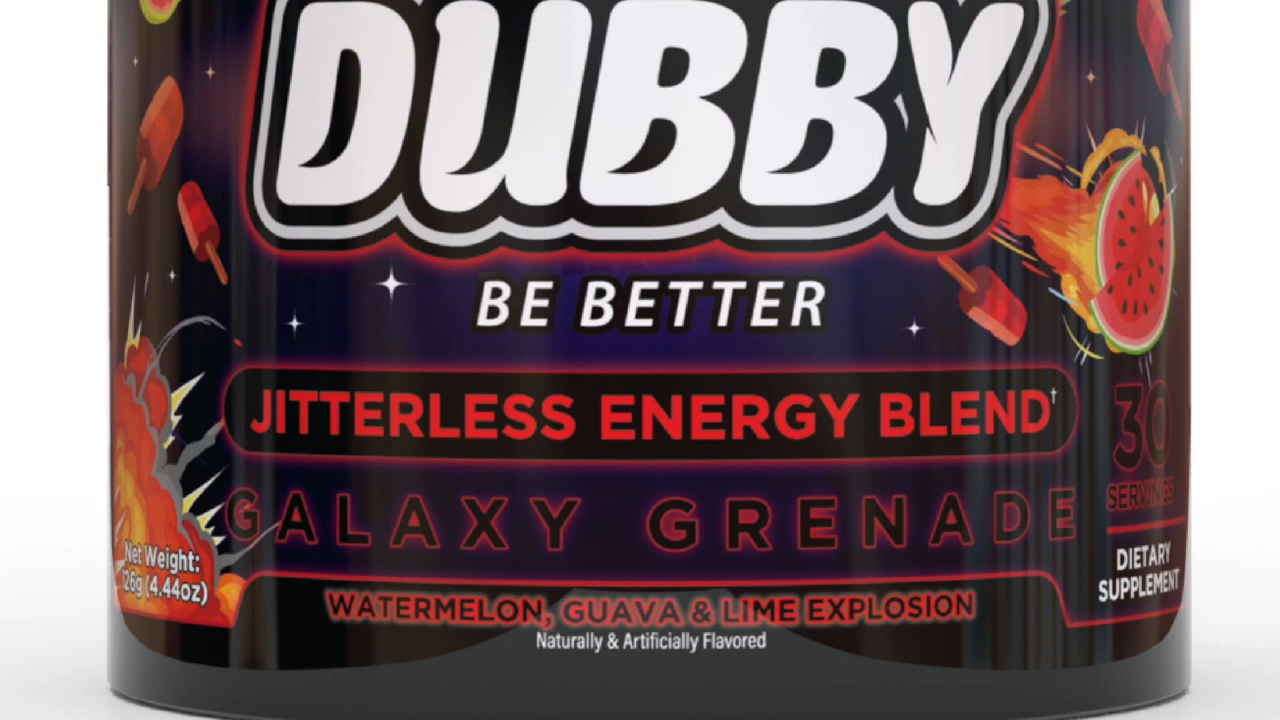 DUBBY
BE BETTER
JITTERLESS ENERGY BLEND†
30
SERVINGS
GALAXY GRENADE
DIETARY
SUPPLEMENT
Net Weight:
126g (4.44oz)
WATERMELON, GUAVA & LIME EXPLOSION
Naturally & Artificially Flavored